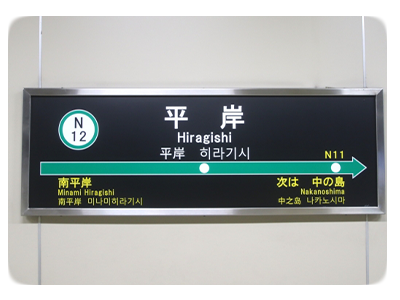 N
12
平岸
Hiragishi
平岸 히라기시
N11
南平岸
Minami Hiragishi
南平岸 미나미히라기시
次は 中の島
Nakanoshima
中之島 나카노시마